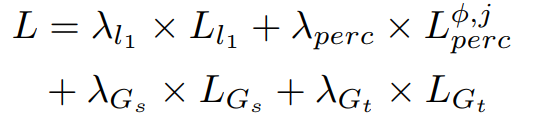 L = λ_{l_1} × L_{l_1} + λ_{perc} × L_{perc}^{ϕ,j}
+ λ_{G_s} × L_{G_s} + λ_{G_t} × L_{G_t}